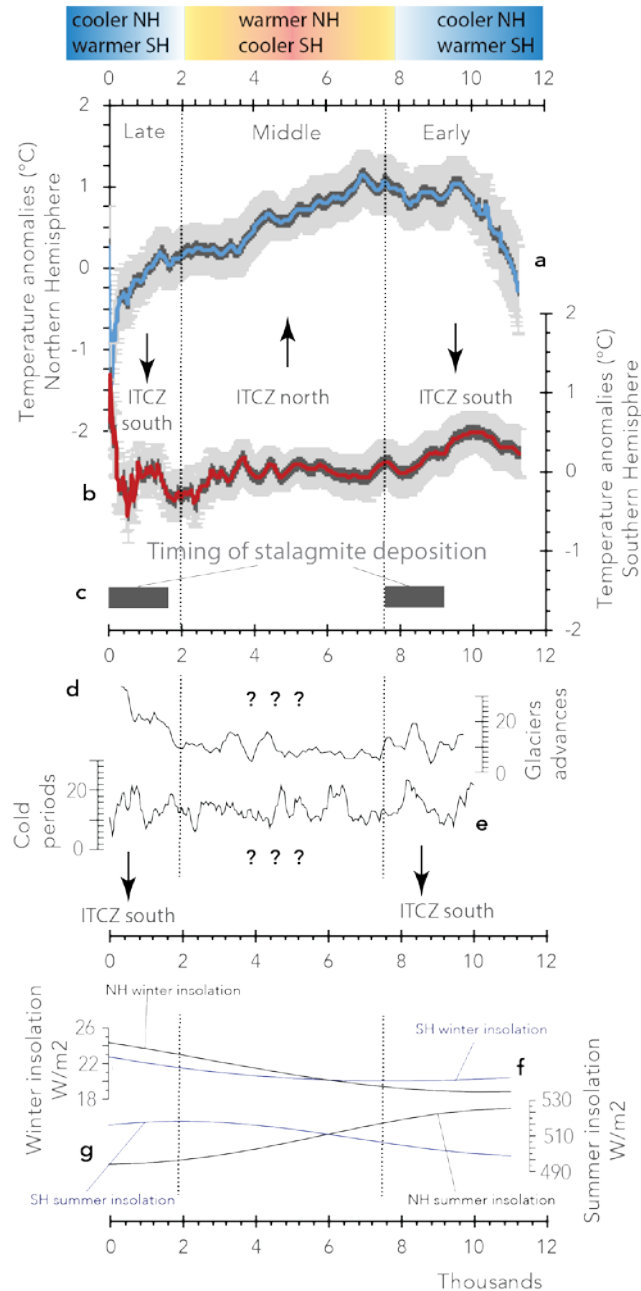 cooler NH warmer NH cooler NH
warmer SH cooler SH warmer SH
0 2 4 6 8 10 12
2
1
0
-1
-2
Temperature anomalies (°C)
Northern Hemisphere
Late Middle Early
a
2
1
0
-1
-2
Temperature anomalies (°C)
Southern Hemisphere
ITCZ
south
ITCZ north
ITCZ
south
b
Timing of stalagmite deposition
c
0 2 4 6 8 10 12
d
? ? ?
20
0
Glaciers
advances
Cold
periods
20
0
e
? ? ?
ITCZ south ITCZ south
0 2 4 6 8 10 12
NH winter insolation
SH winter insolation
Winter insolation
W/m2
26
22
18
f
530
510
490
Summer insolation
W/m2
g
SH summer insolation NH summer insolation
0 2 4 6 8 10 12
Thousands